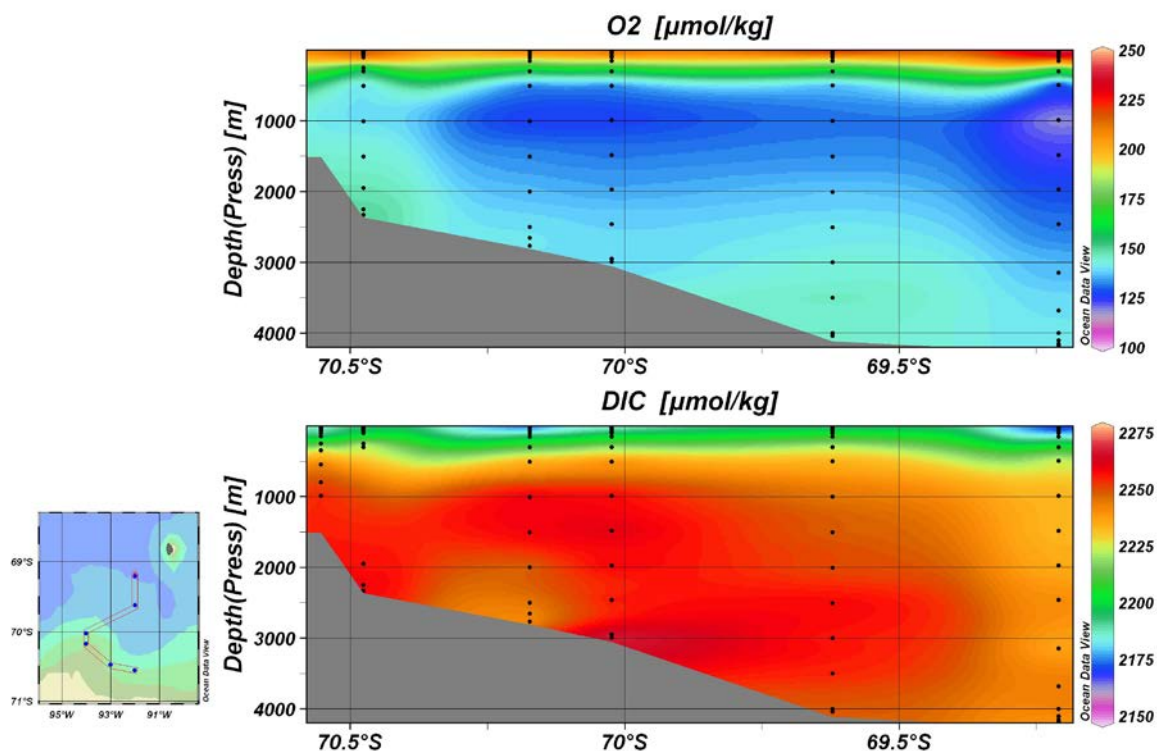 O2 [µmol/kg]
Depth(Press) [m]
1000
2000
3000
4000
70.5°S
70°S
69.5°S
Ocean Data View
250
225
200
175
150
125
100
DIC [µmol/kg]
Depth(Press) [m]
1000
2000
3000
4000
70.5°S
70°S
69.5°S
Ocean Data View
2275
2250
2225
2200
2175
2150
69°S
70°S
71°S
95°W
93°W
91°W
Ocean Data View